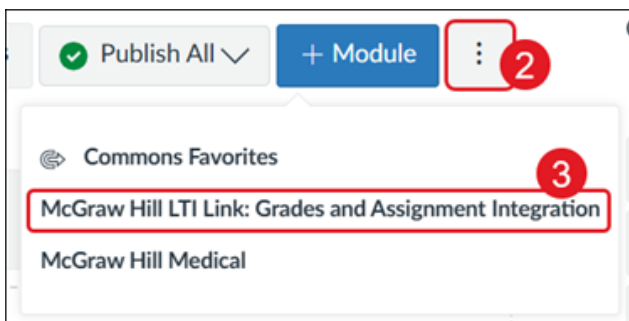 Publish All
+ Module
2
Commons Favorites
3
McGraw Hill LTI Link: Grades and Assignment Integration
McGraw Hill Medical